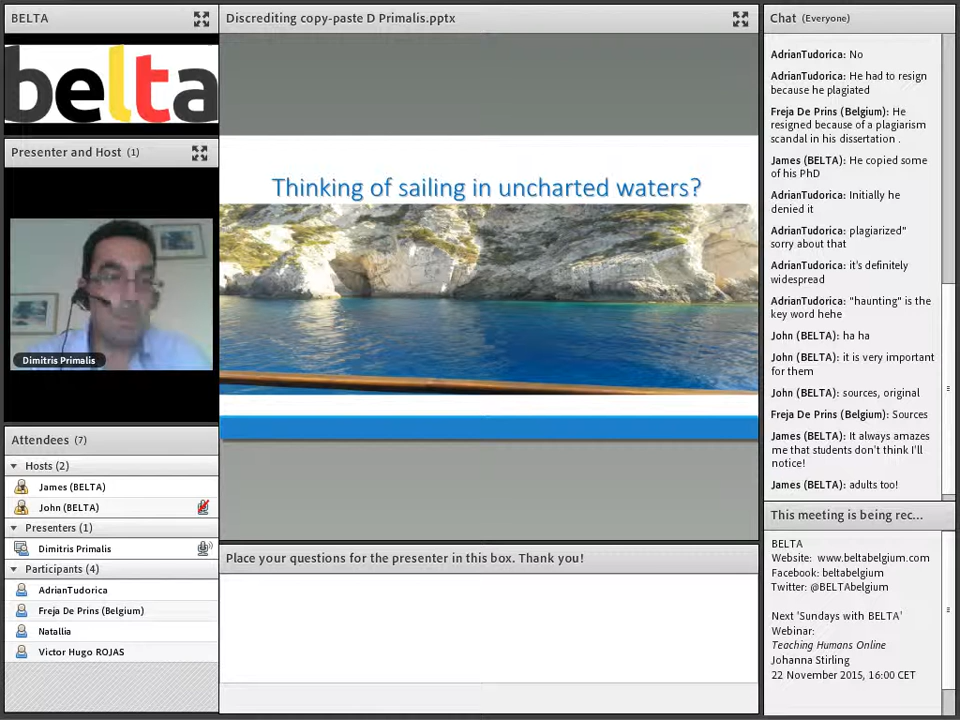 BELTA
belta
Presenter and Host (1)
Dimitris Primalis
Attendees (7)
Hosts (2)
James (BELTA)
John (BELTA)
Presenters (1)
Dimitris Primalis
Participants (4)
AdrianTudorica
Freja De Prins (Belgium)
Natallia
Victor Hugo ROJAS
Discrediting copy-paste D Primalis.pptx
Thinking of sailing in uncharted waters?
Place your questions for the presenter in this box. Thank you!
Chat (Everyone)
AdrianTudorica: No
AdrianTudorica: He had to resign
because he plagiated
Freja De Prins (Belgium): He
resigned because of a plagiarism
scandal in his dissertation .
James (BELTA): He copied some
of his PhD
AdrianTudorica: Initially he
denied it
AdrianTudorica: plagiarized"
sorry about that
AdrianTudorica: it's definitely
widespread
AdrianTudorica: "haunting" is the
key word hehe
John (BELTA): ha ha
John (BELTA): it is very important
for them
John (BELTA): sources, original
Freja De Prins (Belgium): Sources
James (BELTA): It always amazes
me that students don't think I'll
notice!
James (BELTA): adults too!
This meeting is being rec...
BELTA
Website: www.beltabelgium.com
Facebook: beltabelgium
Twitter: @BELTAbelgium
Next 'Sundays with BELTA'
Webinar:
Teaching Humans Online
Johanna Stirling
22 November 2015, 16:00 CET